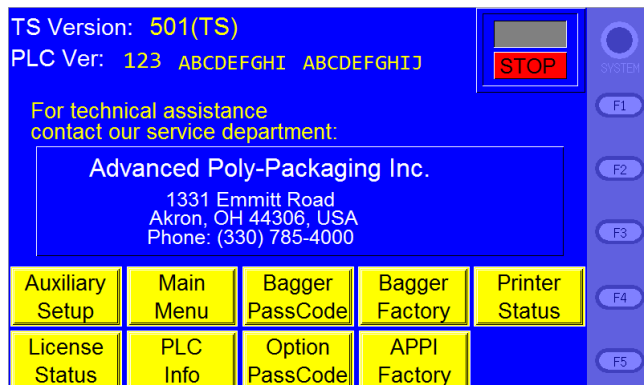 TS Version: 501(TS)
PLC Ver: 123 ABCDEFGHI ABCDEFGHIJ
STOP
SYSTEM
For technical assistance
contact our service department:
Advanced Poly-Packaging Inc.
1331 Emmitt Road
Akron, OH 44306, USA
Phone: (330) 785-4000
F1
F2
F3
Auxiliary Setup
Main Menu
Bagger PassCode
Bagger Factory
Printer Status
F4
License Status
PLC Info
Option PassCode
APPI Factory
F5